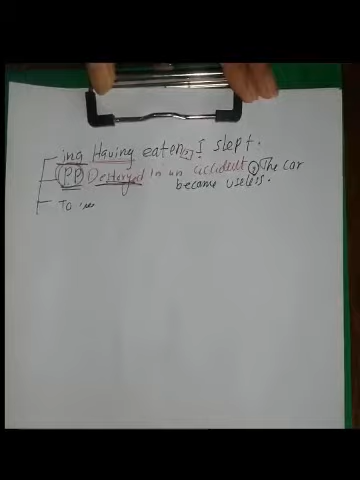 ing Having eaten, I slept.
PP Destroyed in an accident, The car
became useless.
To